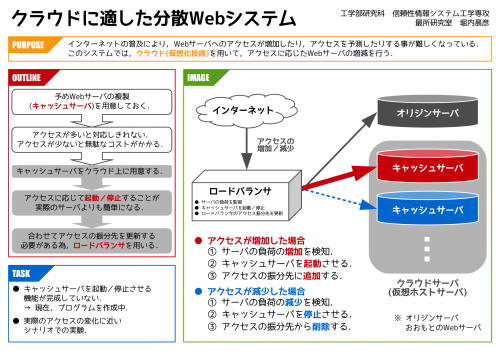 クラウドに適した分散Webシステム
工学部研究科 信頼性情報システム工学専攻
最所研究室 堀内晨彦
PURPOSE
インターネットの普及により，Webサーバへのアクセスが増加したり，アクセスを予測したりする事が難しくなっている．
このシステムでは，クラウド(仮想化技術)を用いて，アクセスに応じたWebサーバの増減を行う．
OUTLINE
予めWebサーバの複製
(キャッシュサーバ)を用意しておく．
アクセスが多いと対応しきれない．
アクセスが少ないと無駄なコストがかかる．
キャッシュサーバをクラウド上に用意する．
アクセスに応じて起動／停止することが
実際のサーバよりも簡単になる．
合わせてアクセスの振分先を更新する
必要がある為，ロードバランサを用いる．
TASK
● キャッシュサーバを起動／停止させる
機能が完成していない．
→ 現在，プログラムを作成中．
● 実際のアクセスの変化に近い
シナリオでの実験．
IMAGE
インターネット
アクセスの
増加／減少
ロードバランサ
● サーバの負荷を監視
● キャッシュサーバを起動／停止
● ロードバランサのアクセス振分先を更新
オリジンサーバ
キャッシュサーバ
キャッシュサーバ
クラウドサーバ
(仮想ホストサーバ)
● アクセスが増加した場合
① サーバの負荷の増加を検知．
② キャッシュサーバを起動させる．
③ アクセスの振分先に追加する．
● アクセスが減少した場合
① サーバの負荷の減少を検知．
② キャッシュサーバを停止させる．
③ アクセスの振分先から削除する．
※ オリジンサーバ
おおもとのWebサーバ